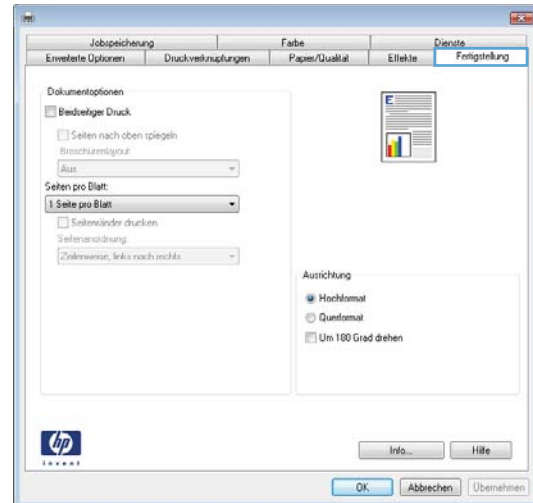 Jobspeicherung Farbe Dienste
Erweiterte Optionen Druckverknüpfungen Papier/Qualität Effekte Fertigstellung
Dokumentoptionen
Beidseitiger Druck
Seiten nach oben spiegeln
Broschürenlayout:
Aus
Seiten pro Blatt:
1 Seite pro Blatt
Seitenränder drucken
Seitenanordnung:
Zeilenweise, links nach rechts
E
Ausrichtung
Hochformat
Querformat
Um 180 Grad drehen
hp
invent
Info... Hilfe
OK Abbrechen Übernehmen